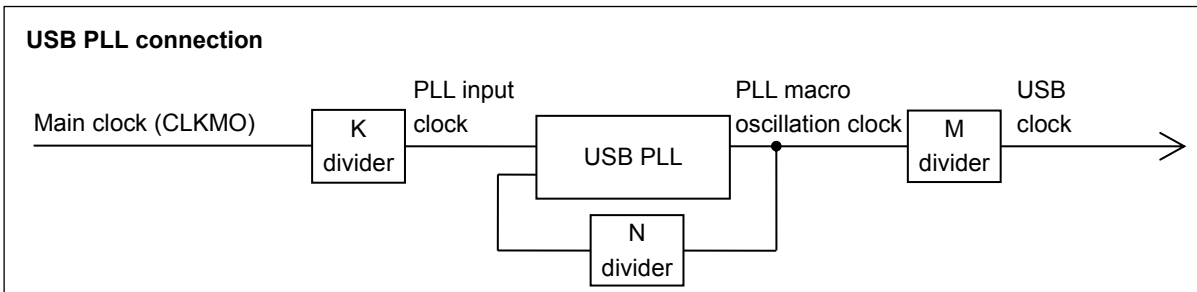 USB PLL connection
Main clock (CLKMO)
K
divider
PLL input
clock
USB PLL
N
divider
PLL macro
oscillation clock
M
divider
USB
clock